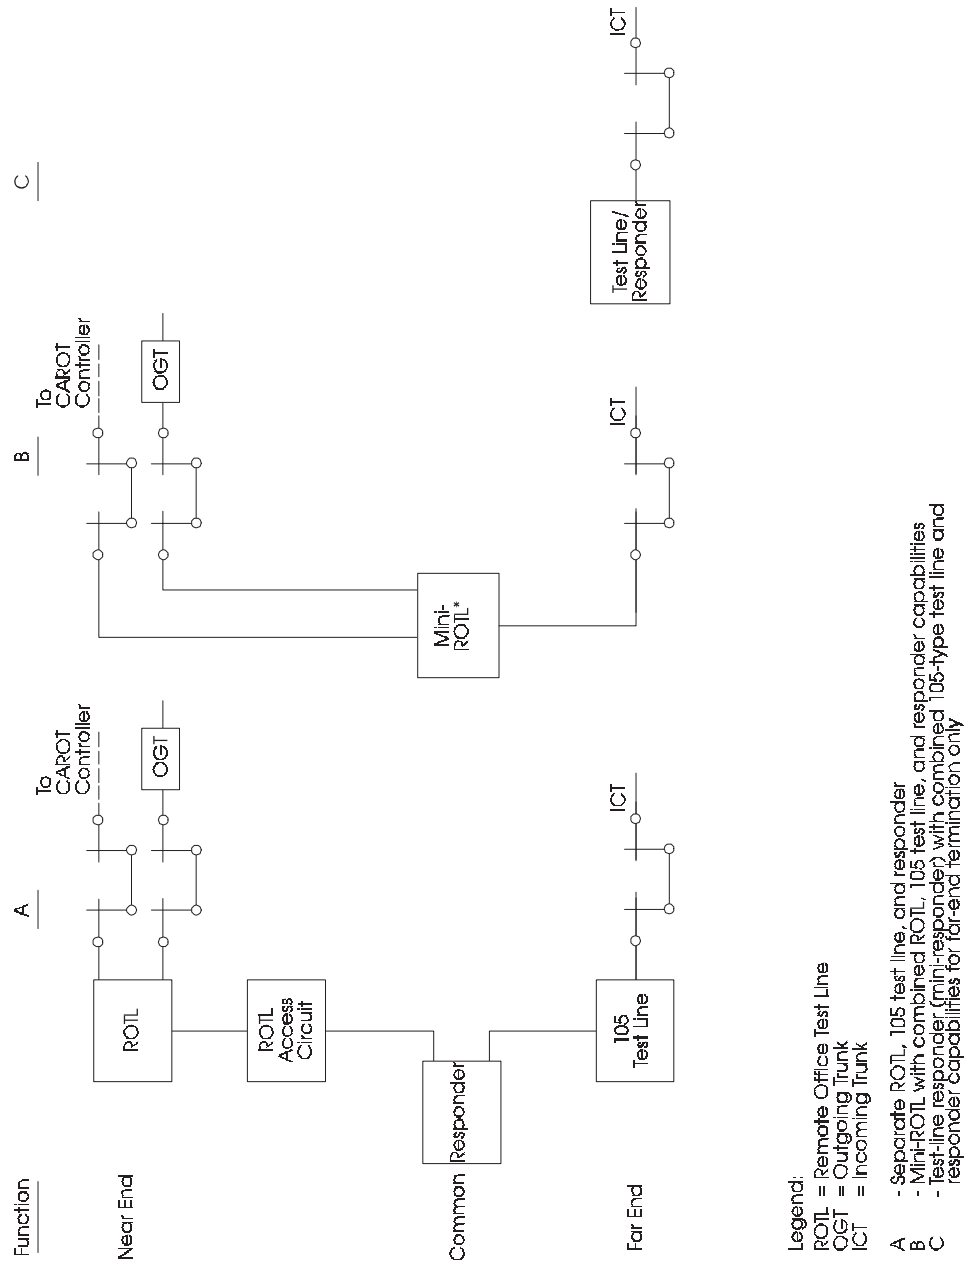 Function
A
B
C
Near End
ROTL
To
CAROT
Controller
OGT
ROTL
Access
Circuit
To
CAROT
Controller
OGT
Common
Responder
Mini-
ROTL*
Far End
105
Test Line
ICT
ICT
Test Line/
Responder
ICT
Legend:
ROTL = Remote Office Test Line
OGT = Outgoing Trunk
ICT = Incoming Trunk
A - Separate ROTL, 105 test line, and responder
B - Mini-ROTL with combined ROTL, 105 test line, and responder capabilities
C - Test-line responder (mini-responder) with combined 105-type test line and
responder capabilities for far-end termination only